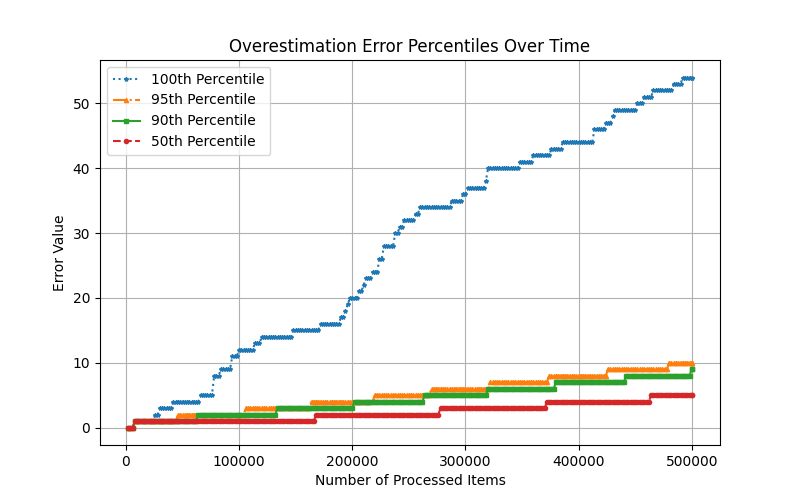 Overestimation Error Percentiles Over Time
100th Percentile
95th Percentile
90th Percentile
50th Percentile
Error Value
50
40
30
20
10
0
0 100000 200000 300000 400000 500000
Number of Processed Items